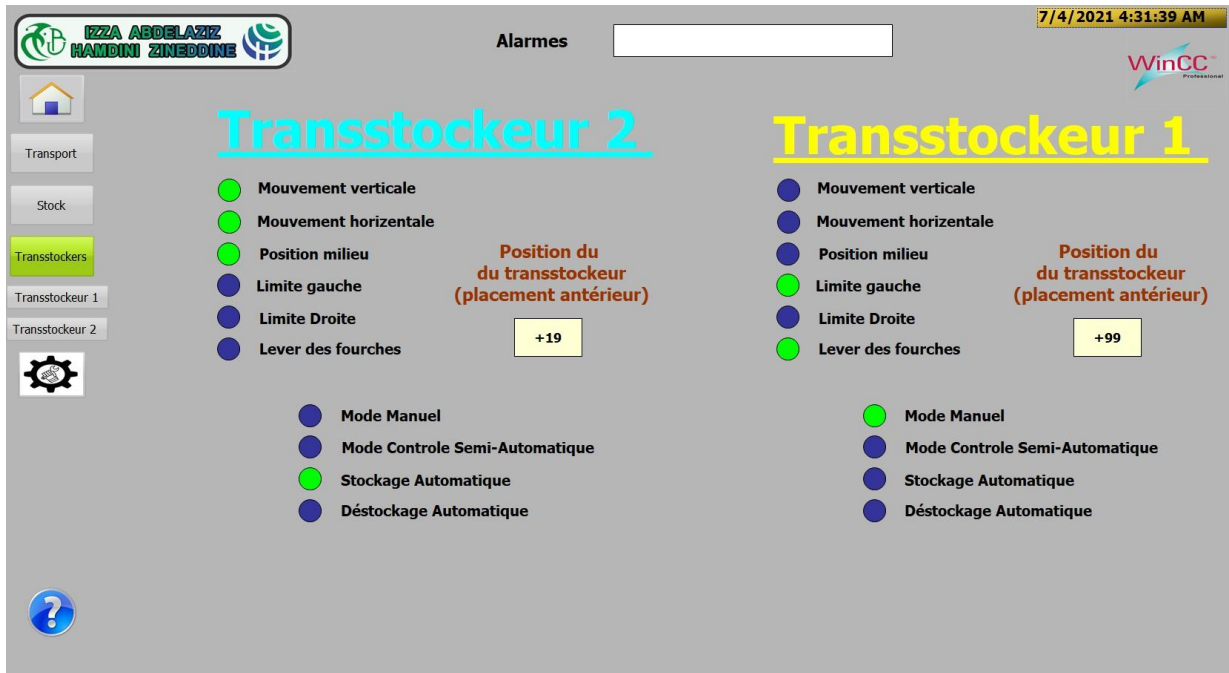 IZZA ABDELAZIZ
HAMDINI ZINEDDINE
Alarmes
7/4/2021 4:31:39 AM
WinCC
Professional
Transport
Stock
Transstockers
Transstockeur 1
Transstockeur 2
Transstockeur 2
Mouvement verticale
Mouvement horizentale
Position milieu
Limite gauche
Limite Droite
Lever des fourches
Position du
du transstockeur
(placement antérieur)
+19
Mode Manuel
Mode Controle Semi-Automatique
Stockage Automatique
Déstockage Automatique
Transstockeur 1
Mouvement verticale
Mouvement horizentale
Position milieu
Limite gauche
Limite Droite
Lever des fourches
Position du
du transstockeur
(placement antérieur)
+99
Mode Manuel
Mode Controle Semi-Automatique
Stockage Automatique
Déstockage Automatique
?